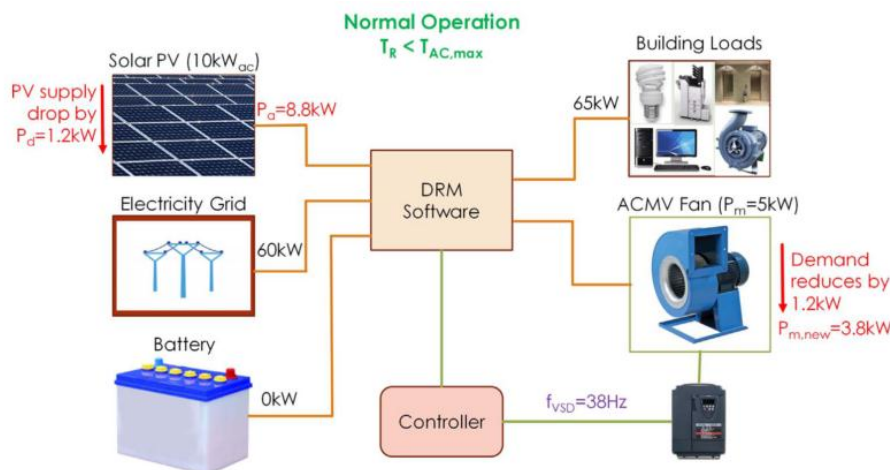 Normal Operation
T_R < T_AC,max
Solar PV (10kW_ac)
PV supply
drop by
P_d=1.2kW
P_a=8.8kW
Electricity Grid
60kW
Battery
0kW
DRM
Software
Controller
f_VSD=38Hz
Building Loads
65kW
ACMV Fan (P_m=5kW)
Demand
reduces by
1.2kW
P_m,new=3.8kW